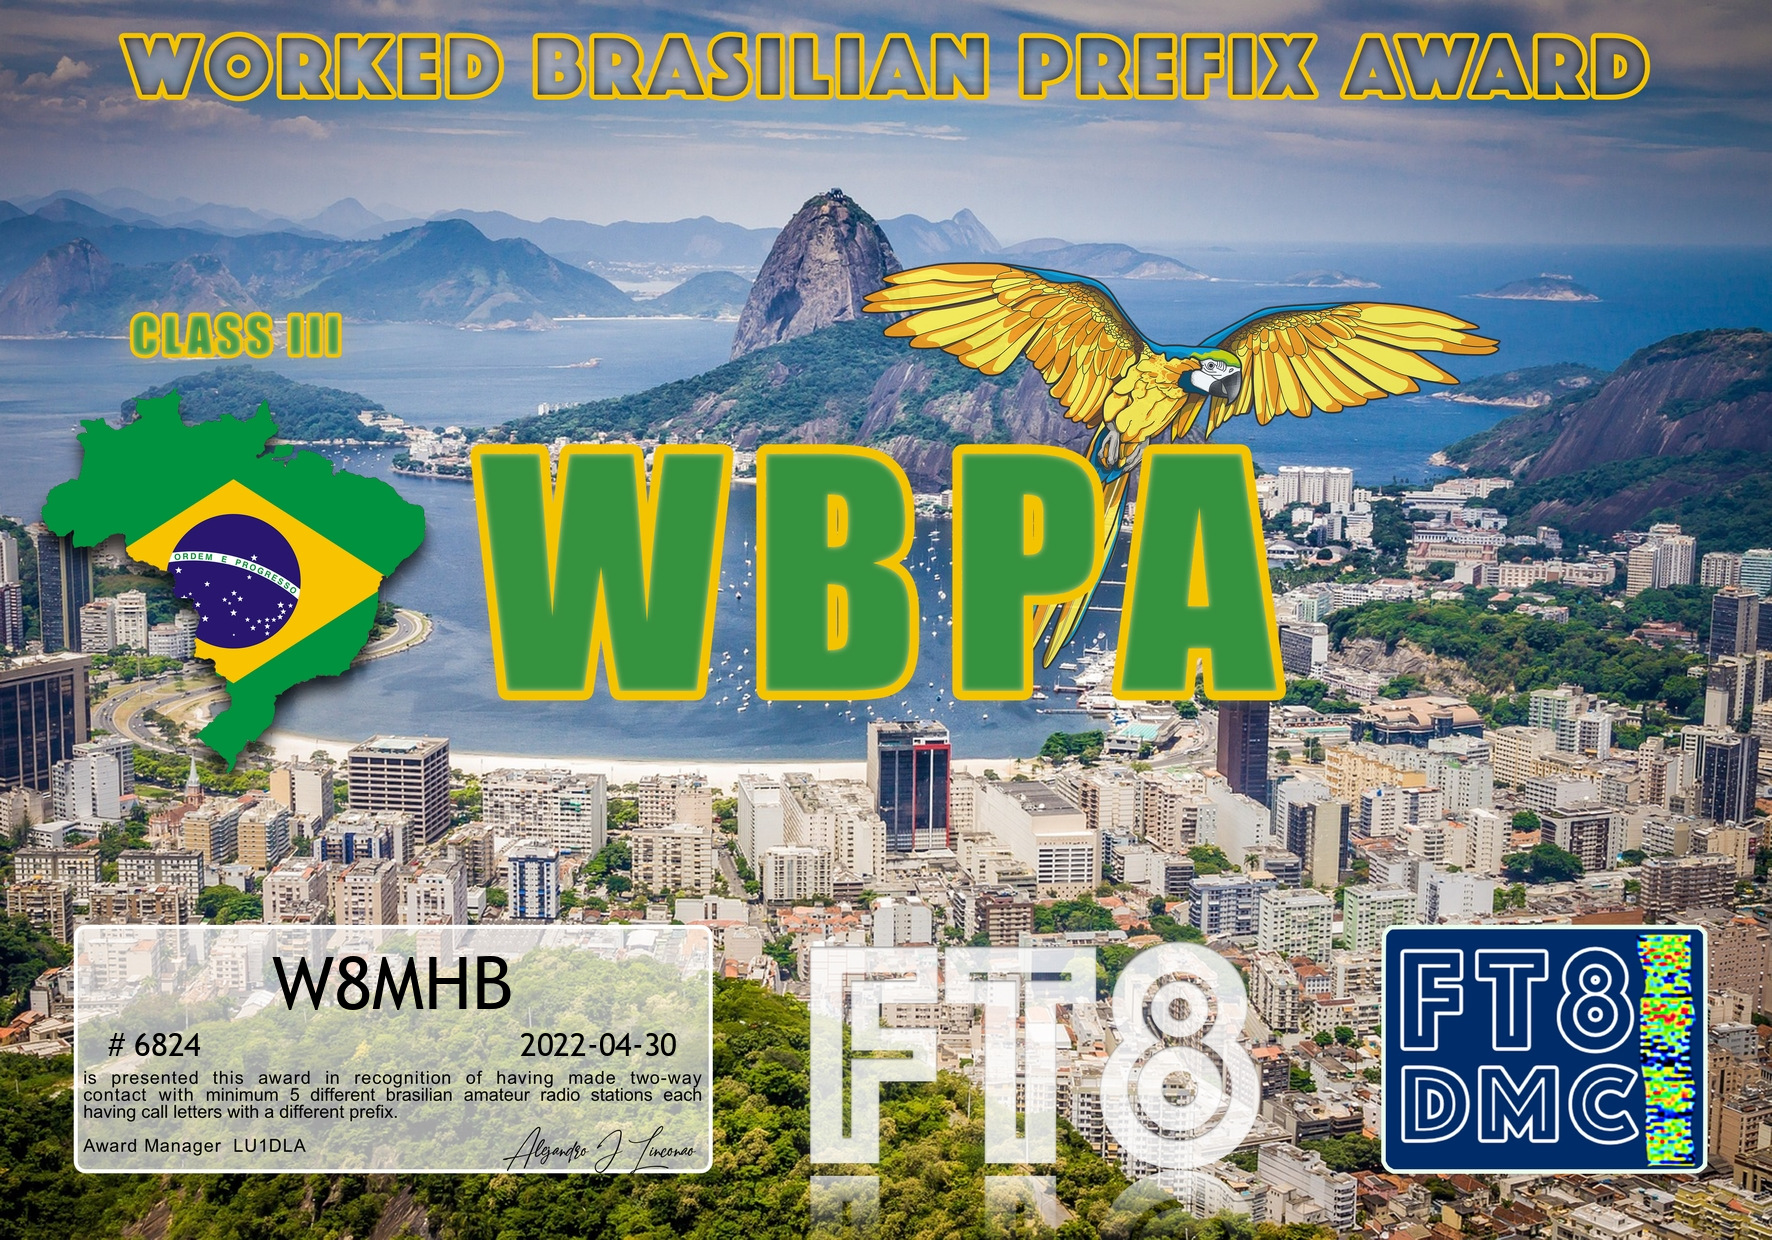 WORKED BRASILIAN PREFIX AWARD
CLASS III
ORDEM E PROGRESSO
WBPA
W8MHB
# 6824 2022-04-30
is presented this award in recognition of having made two-way
contact with minimum 5 different brasilian amateur radio stations each
having call letters with a different prefix.
Award Manager LU1DLA
Alejandro J Linconao
FT8
FT8
DMC